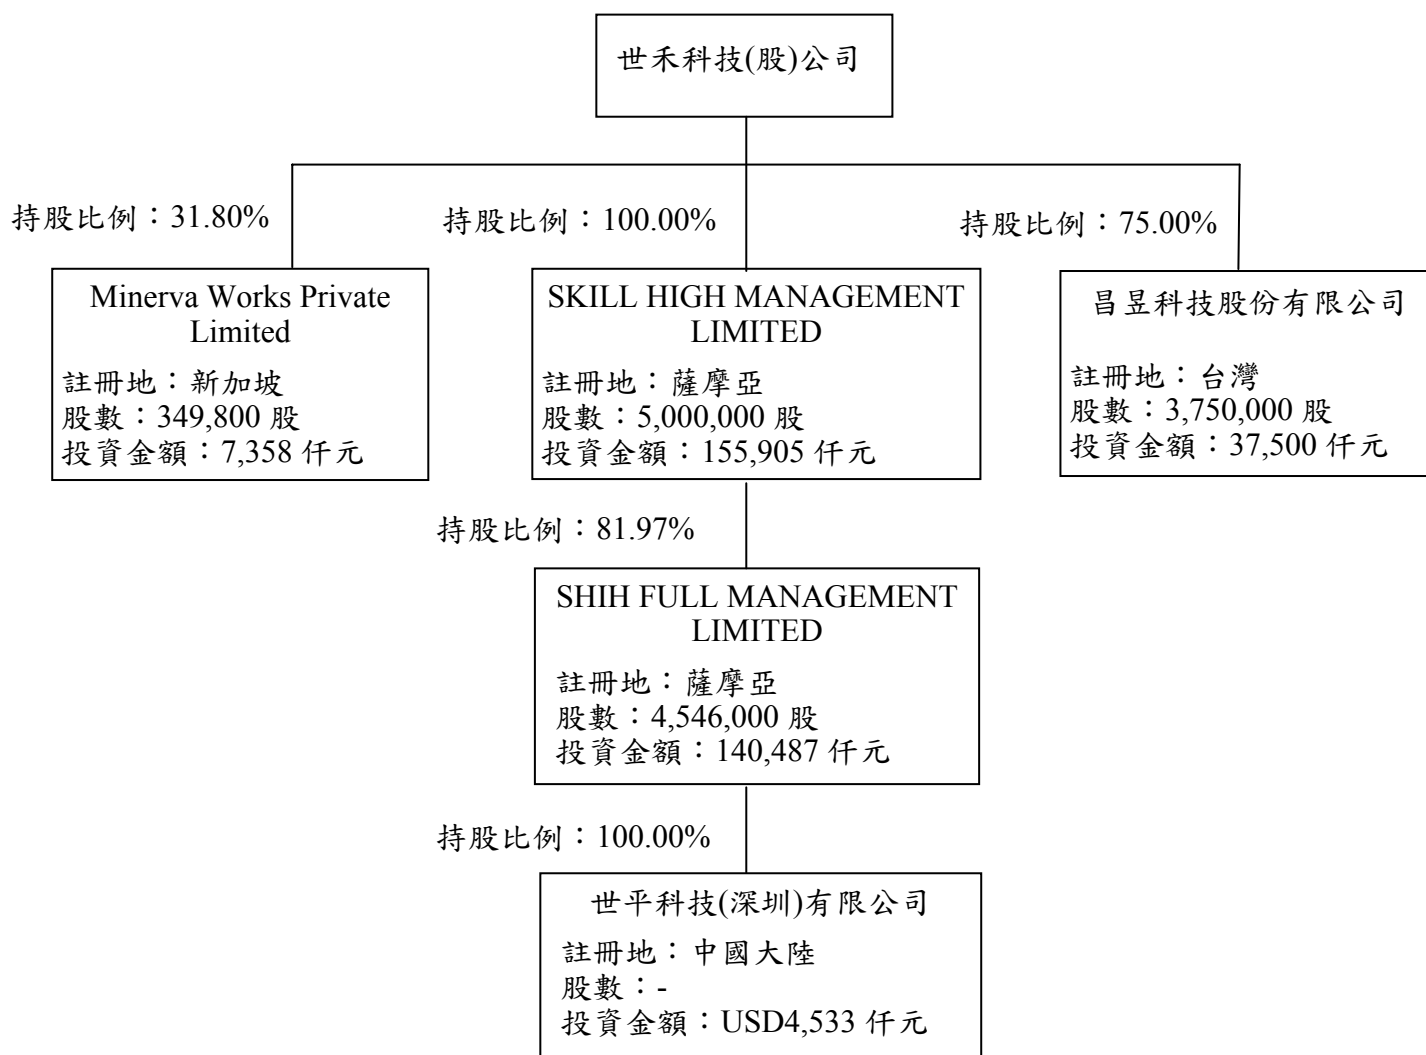 世禾科技(股)公司
持股比例：31.80%
持股比例：100.00%
持股比例：75.00%
Minerva Works Private
Limited
註冊地：新加坡
股數：349,800 股
投資金額：7,358 仟元
SKILL HIGH MANAGEMENT
LIMITED
註冊地：薩摩亞
股數：5,000,000 股
投資金額：155,905 仟元
昌昱科技股份有限公司
註冊地：台灣
股數：3,750,000 股
投資金額：37,500 仟元
持股比例：81.97%
SHIH FULL MANAGEMENT
LIMITED
註冊地：薩摩亞
股數：4,546,000 股
投資金額：140,487 仟元
持股比例：100.00%
世平科技(深圳)有限公司
註冊地：中國大陸
股數：-
投資金額：USD4,533 仟元